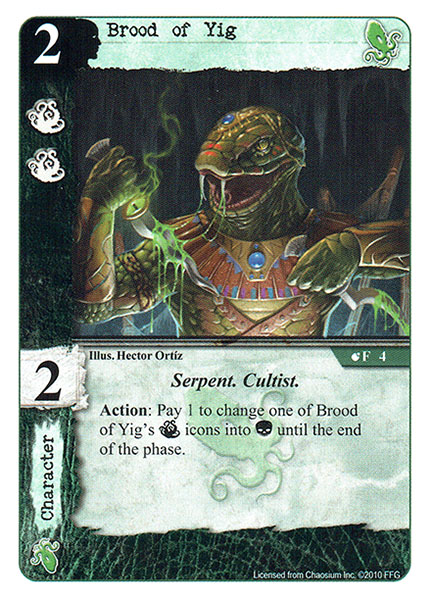 2
Brood of Yig
Illus. Hector Ortíz
F 4
2
Serpent. Cultist.
Action: Pay 1 to change one of Brood
of Yig's icons into until the end
of the phase.
Character
Licensed from Chaosium Inc. ©2010 FFG